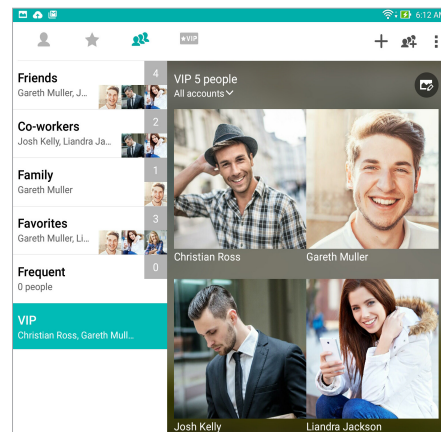 6:12 AM
VIP
Friends
4
Gareth Muller, J...
Co-workers
2
Josh Kelly, Liandra Ja...
Family
1
Gareth Muller
Favorites
3
Gareth Muller, Li...
Frequent
0
0 people
VIP
Christian Ross, Gareth Mull...
VIP 5 people
All accounts
Christian Ross
Gareth Muller
Josh Kelly
Liandra Jackson